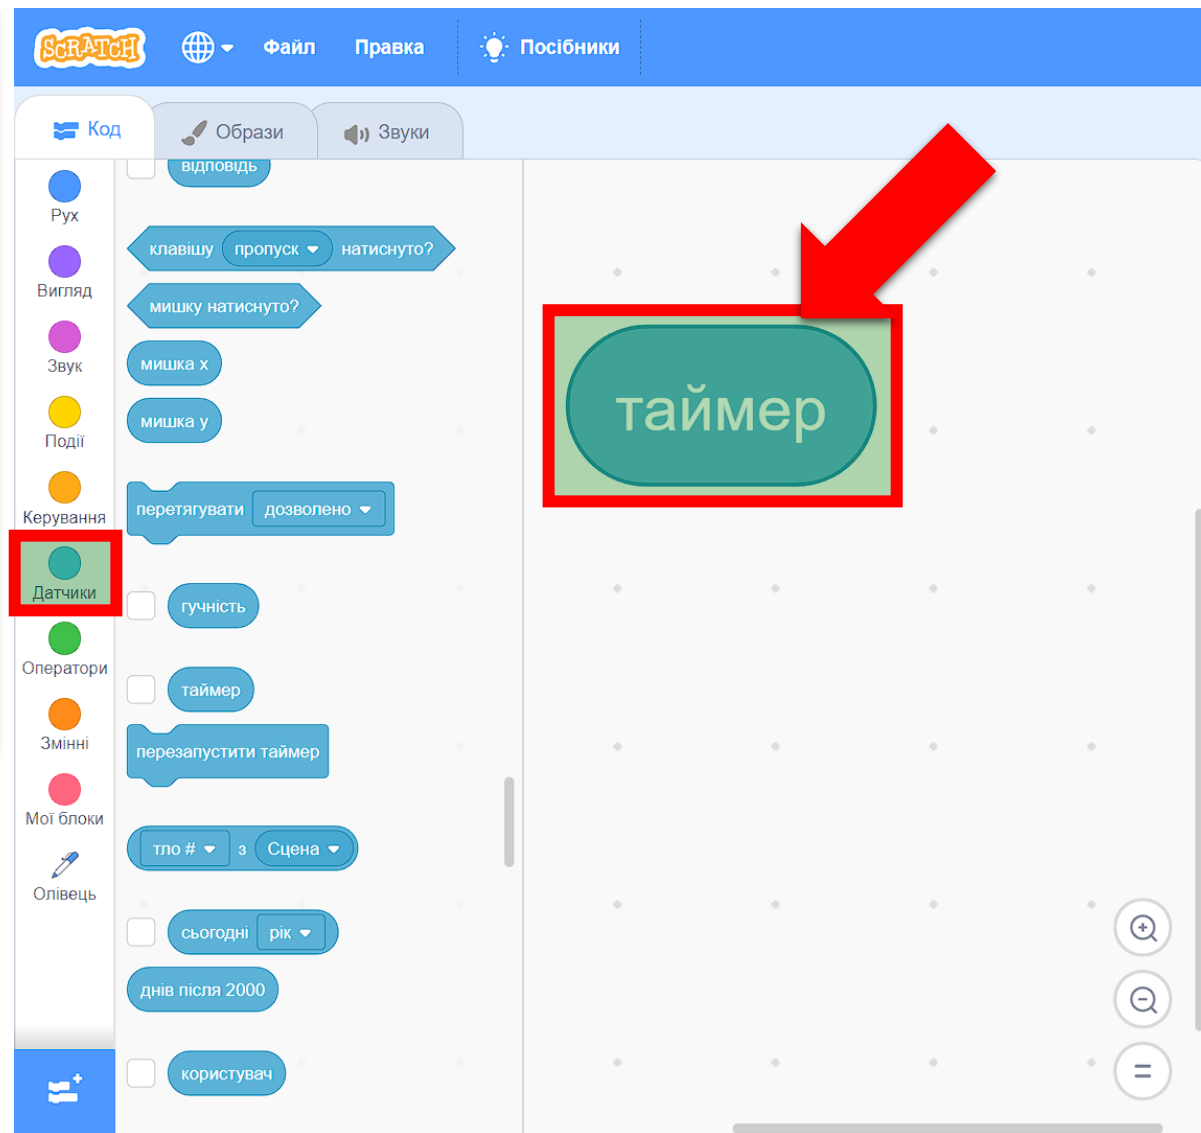 SCRATCH Файл Правка Посібники
Код Образи Звуки
Рух
Вигляд
Звук
Події
Керування
Датчики
Оператори
Змінні
Мої блоки
Олівець
відповідь
клавішу пропуск натиснуто?
мишку натиснуто?
мишка x
мишка y
перетягувати дозволено
гучність
таймер
перезапустити таймер
тло # з Сцена
сьогодні рік
днів після 2000
користувач
таймер